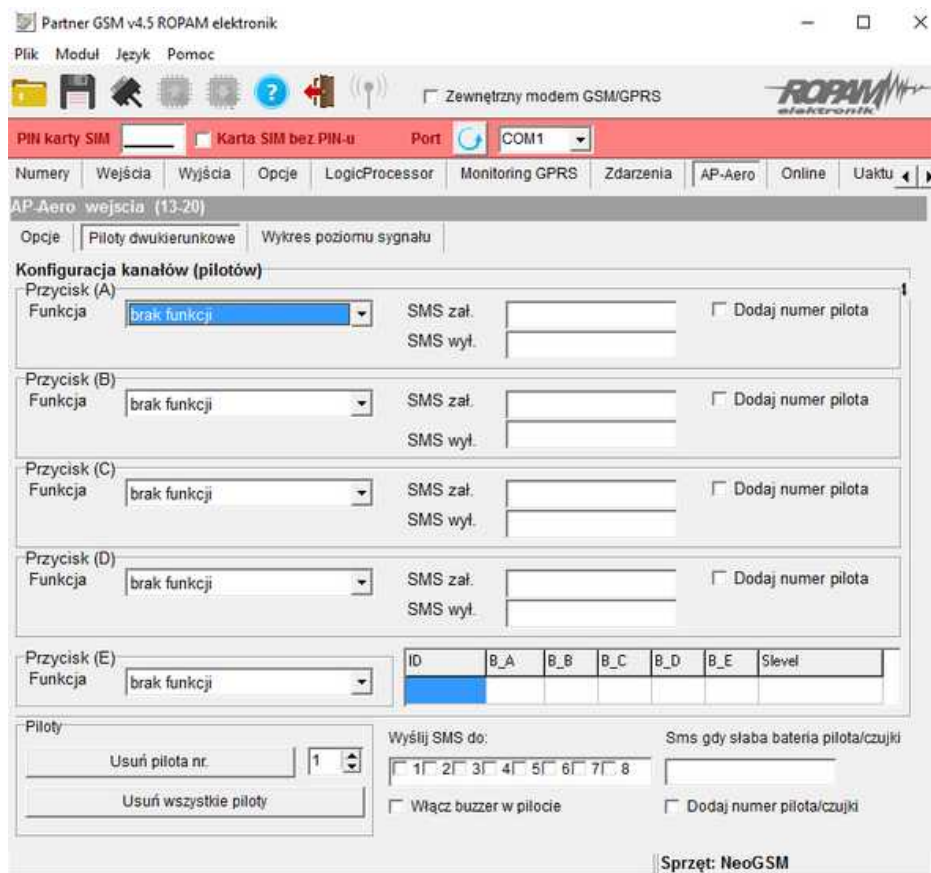 Partner GSM v4.5 ROPAM elektronik
Plik Moduł Język Pomoc
Zewnętrzny modem GSM/GPRS
ROPAM
elektronik
PIN karty SIM Karta SIM bez PIN-u Port COM1
Numery Wejścia Wyjścia Opcje LogicProcessor Monitoring GPRS Zdarzenia AP-Aero Online Uaktu
AP-Aero wejscia (13-20)
Opcje Piloty dwukierunkowe Wykres poziomu sygnału
Konfiguracja kanałów (pilotów)
Przycisk (A)
Funkcja brak funkcji SMS zał. Dodaj numer pilota
SMS wył.
Przycisk (B)
Funkcja brak funkcji SMS zał. Dodaj numer pilota
SMS wył.
Przycisk (C)
Funkcja brak funkcji SMS zał. Dodaj numer pilota
SMS wył.
Przycisk (D)
Funkcja brak funkcji SMS zał. Dodaj numer pilota
SMS wył.
Przycisk (E)
Funkcja brak funkcji
ID B_A B_B B_C B_D B_E Slevel
Piloty
Usuń pilota nr. 1
Usuń wszystkie piloty
Wyślij SMS do:
1 2 3 4 5 6 7 8
Włącz buzzer w pilocie
Sms gdy słaba bateria pilota/czujki
Dodaj numer pilota/czujki
Sprzęt: NeoGSM